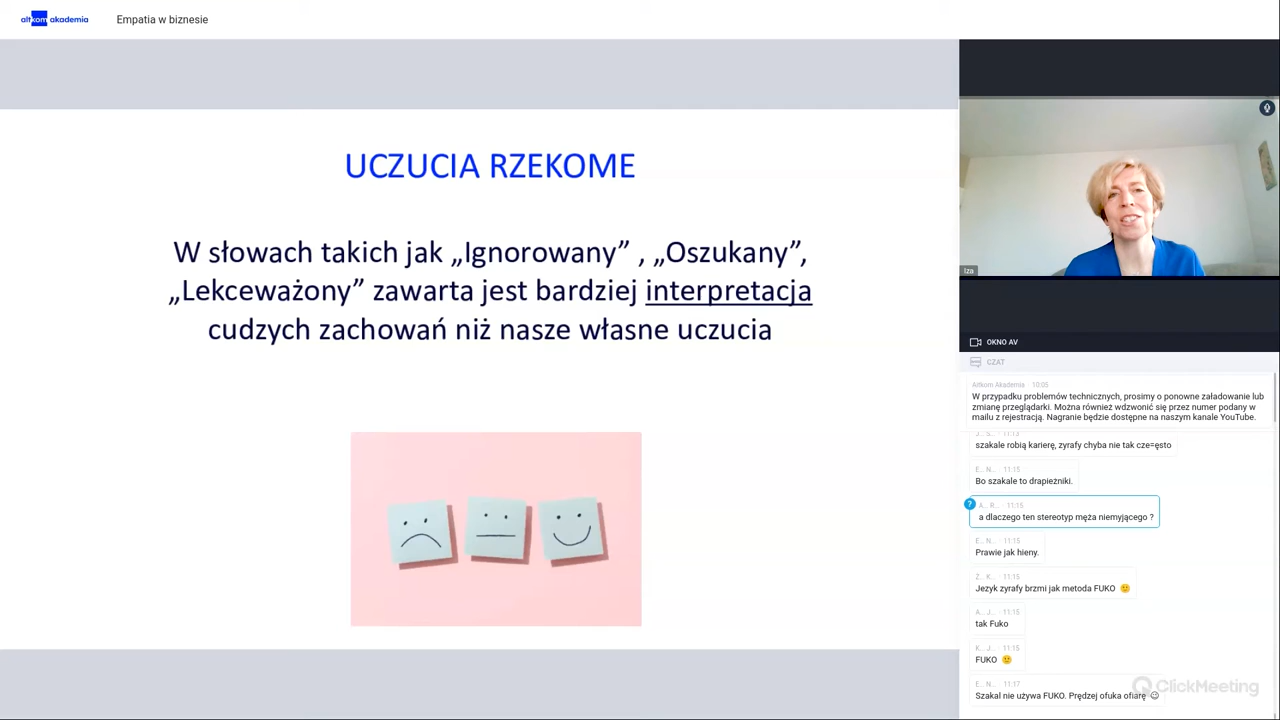 altkom akademia
Empatia w biznesie
UCZUCIA RZEKOME
W słowach takich jak „Ignorowany” , „Oszukany”,
„Lekceważony” zawarta jest bardziej interpretacja
cudzych zachowań niż nasze własne uczucia
Iza
OKNO AV
CZAT
Altkom Akademia · 10:05
W przypadku problemów technicznych, prosimy o ponowne załadowanie lub
zmianę przeglądarki. Można również wdzwonić się przez numer podany w
mailu z rejestracją. Nagranie będzie dostępne na naszym kanale YouTube.
szakale robią karierę, zyrafy chyba nie tak cze=ęsto
E... N... · 11:15
Bo szakale to drapieżniki.
?
A... R... · 11:15
a dlaczego ten stereotyp męża niemyjącego ?
E... N... · 11:15
Prawie jak hieny.
Z... K... · 11:15
Jezyk zyrafy brzmi jak metoda FUKO 🙂
A... J... · 11:15
tak Fuko
K... J... · 11:15
FUKO 🙂
E... N... · 11:17
Szakal nie używa FUKO. Prędzej ofuka ofiarę 😉
ClickMeeting